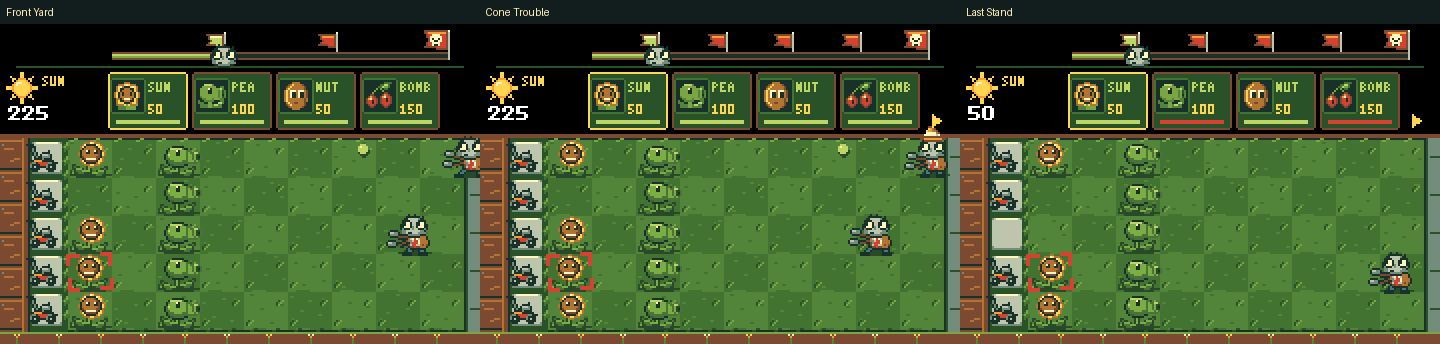 Front Yard
SUN
225
SUN
50
PEA
100
NUT
50
BOMB
150
Cone Trouble
SUN
225
SUN
50
PEA
100
NUT
50
BOMB
150
Last Stand
SUN
50
SUN
50
PEA
100
NUT
50
BOMB
150